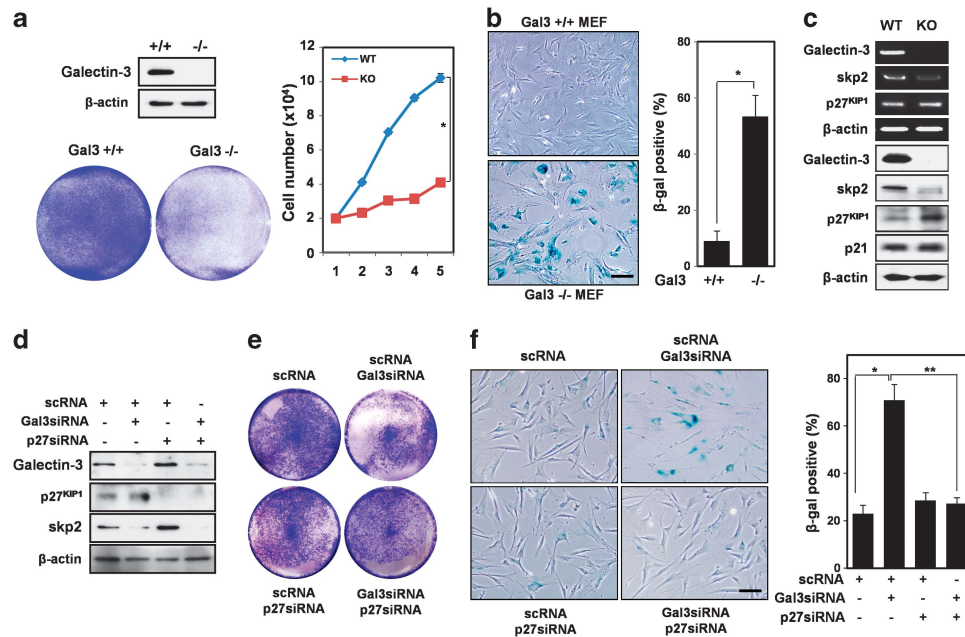 a
+/+ -/-
Galectin-3
β-actin
Gal3 +/+ Gal3 -/-
Cell number (x10⁴)
12
10
8
6
4
2
0
WT
KO
*
1 2 3 4 5
b
Gal3 +/+ MEF
Gal3 -/- MEF
β-gal positive (%)
80
60
40
20
0
*
Gal3 +/+ -/-
c
WT KO
Galectin-3
skp2
p27ᴷᴵᴾ¹
β-actin
Galectin-3
skp2
p27ᴷᴵᴾ¹
p21
β-actin
d
scRNA + + + -
Gal3siRNA - + - +
p27siRNA - - + +
Galectin-3
p27ᴷᴵᴾ¹
skp2
β-actin
e
scRNA
scRNA
Gal3siRNA
scRNA
p27siRNA
Gal3siRNA
p27siRNA
f
scRNA
scRNA
Gal3siRNA
scRNA
p27siRNA
Gal3siRNA
p27siRNA
β-gal positive (%)
80
60
40
20
0
* **
scRNA + + + -
Gal3siRNA - + - +
p27siRNA - - + +